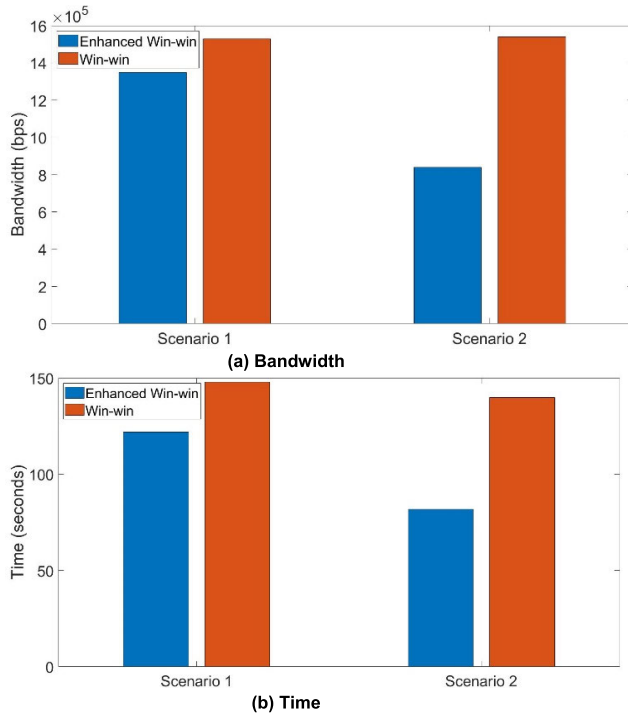 ×10^5
16
14
12
10
8
6
4
2
0
Bandwidth (bps)
Enhanced Win-win
Win-win
Scenario 1 Scenario 2
(a) Bandwidth
150
100
50
0
Time (seconds)
Enhanced Win-win
Win-win
Scenario 1 Scenario 2
(b) Time